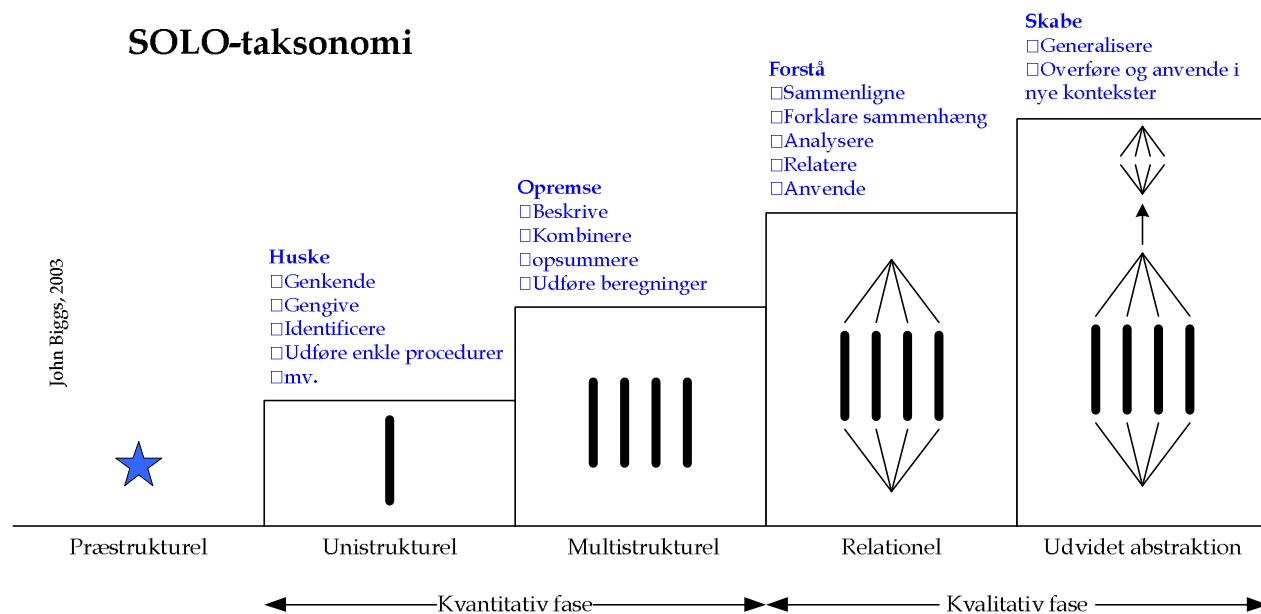 SOLO-taksonomi
John Biggs, 2003
Huske
□Genkende
□Gengive
□Identificere
□Udføre enkle procedurer
□mv.
Opremse
□Beskrive
□Kombinere
□opsummere
□Udføre beregninger
Forstå
□Sammenligne
□Forklare sammenhæng
□Analysere
□Relatere
□Anvende
Skabe
□Generalisere
□Overføre og anvende i
nye kontekster
Præstrukturel
Unistrukturel
Multistrukturel
Relationel
Udvidet abstraktion
Kvantitativ fase
Kvalitativ fase